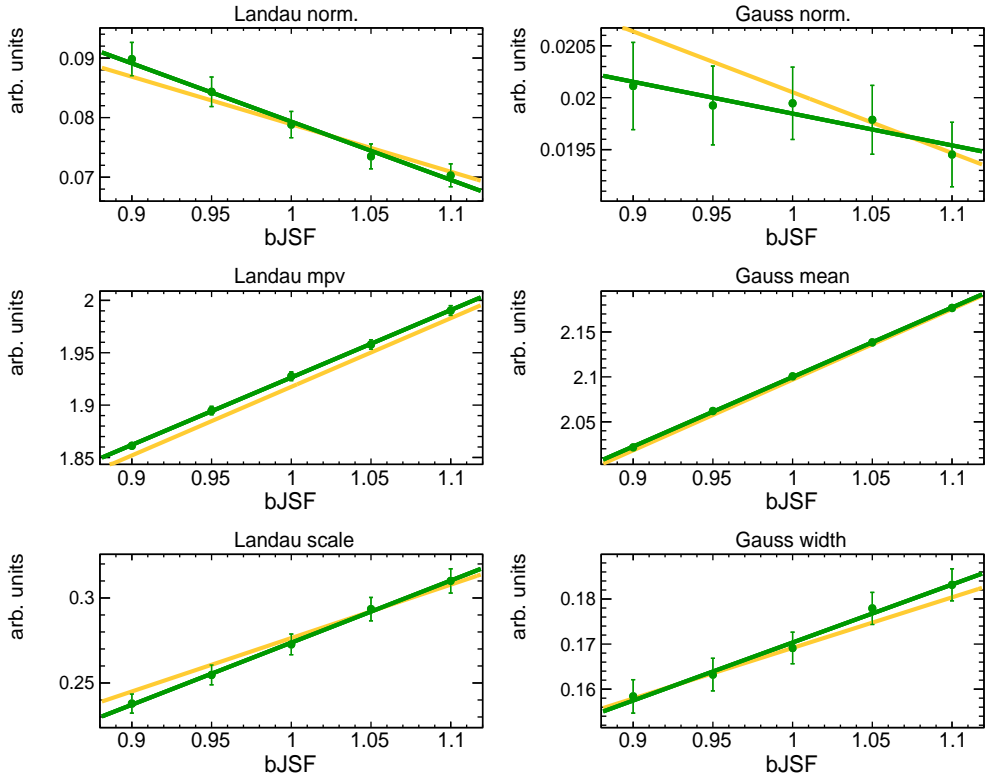 Landau norm.
arb. units
0.09
0.08
0.07
0.9 0.95 1 1.05 1.1
bJSF
Gauss norm.
arb. units
0.0205
0.02
0.0195
0.9 0.95 1 1.05 1.1
bJSF
Landau mpv
arb. units
2
1.95
1.9
1.85
0.9 0.95 1 1.05 1.1
bJSF
Gauss mean
arb. units
2.15
2.1
2.05
0.9 0.95 1 1.05 1.1
bJSF
Landau scale
arb. units
0.3
0.25
0.9 0.95 1 1.05 1.1
bJSF
Gauss width
arb. units
0.18
0.17
0.16
0.9 0.95 1 1.05 1.1
bJSF